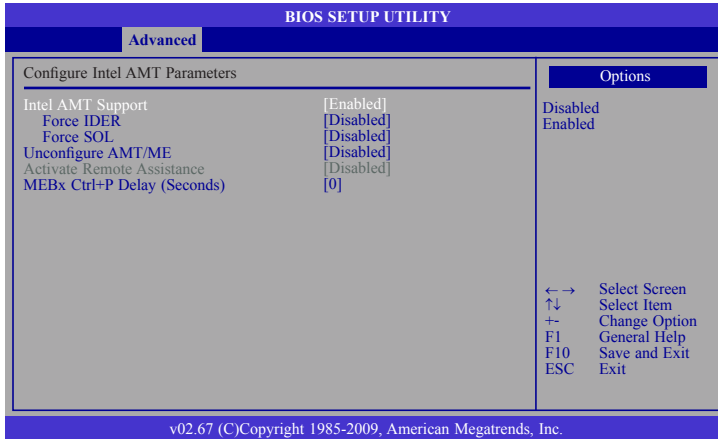 BIOS SETUP UTILITY
Advanced
Configure Intel AMT Parameters
Intel AMT Support [Enabled]
Force IDER [Disabled]
Force SOL [Disabled]
Unconfigure AMT/ME [Disabled]
Activate Remote Assistance [Disabled]
MEBx Ctrl+P Delay (Seconds) [0]
Options
Disabled
Enabled
←→ Select Screen
↑↓ Select Item
+- Change Option
F1 General Help
F10 Save and Exit
ESC Exit
v02.67 (C)Copyright 1985-2009, American Megatrends, Inc.